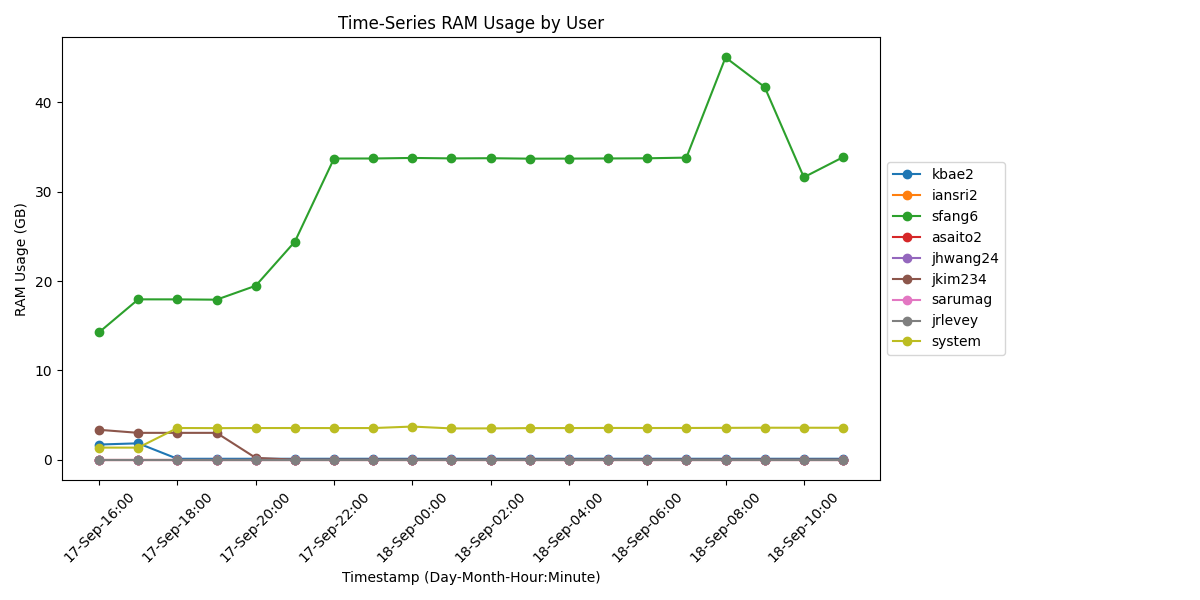 Time-Series RAM Usage by User
RAM Usage (GB)
40
30
20
10
0
17-Sep-16:00
17-Sep-18:00
17-Sep-20:00
17-Sep-22:00
18-Sep-00:00
18-Sep-02:00
18-Sep-04:00
18-Sep-06:00
18-Sep-08:00
18-Sep-10:00
Timestamp (Day-Month-Hour:Minute)
kbae2
iansri2
sfang6
asaito2
jhwang24
jkim234
sarumag
jrlevey
system